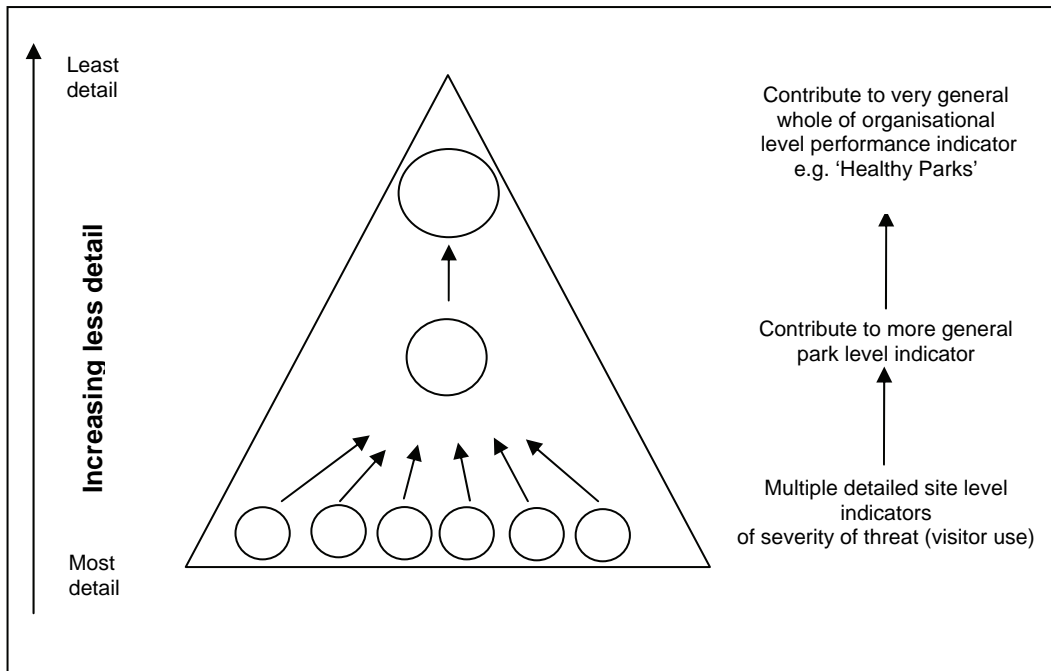 Least
detail
Increasing less detail
Most
detail
Contribute to very general
whole of organisational
level performance indicator
e.g. ‘Healthy Parks’
Contribute to more general
park level indicator
Multiple detailed site level
indicators
of severity of threat (visitor use)